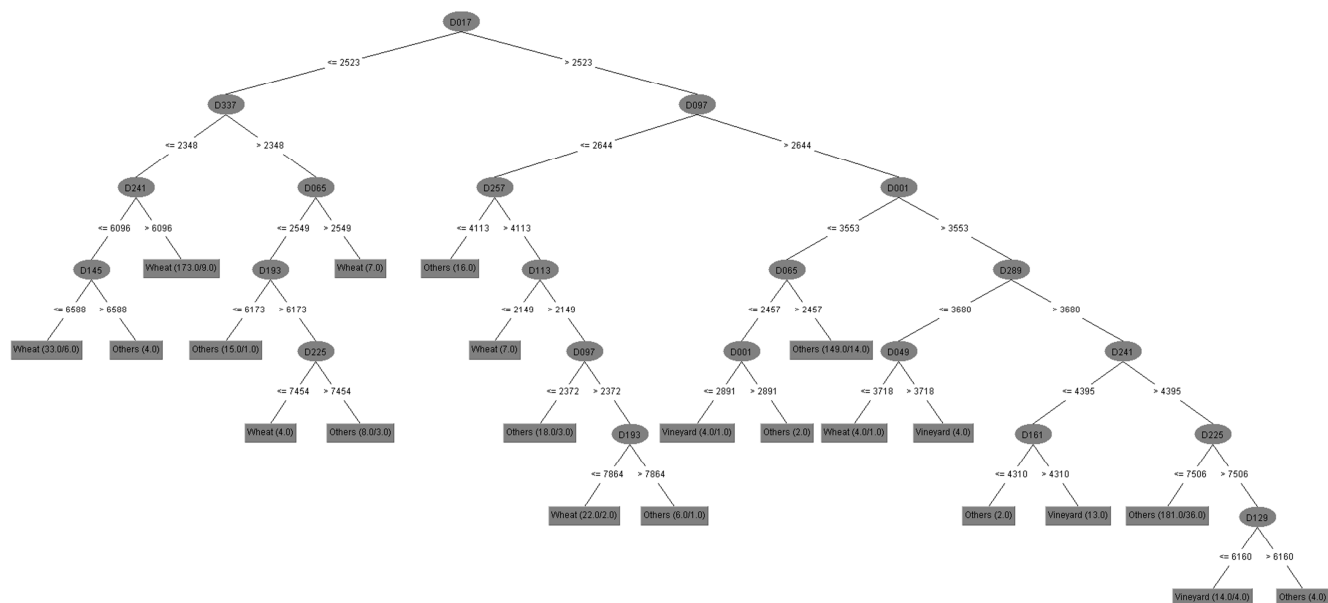 D017
<= 2523 > 2523
D337 D097
<= 2348 > 2348 <= 2644 > 2644
D241 D065 D257 D001
<= 6096 > 6096 <= 2549 > 2549 <= 4113 > 4113 <= 3553 > 3553
D145 Wheat (173.0/9.0) D193 Wheat (7.0) Others (16.0) D113 D065 D289
<= 6588 > 6588 <= 6173 > 6173 <= 2149 > 2149 <= 2457 > 2457 <= 3680 > 3680
Wheat (33.0/6.0) Others (4.0) Others (15.0/1.0) D225 Wheat (7.0) D097 D001 Others (149.0/14.0) D049 D241
<= 7454 > 7454 <= 2372 > 2372 <= 2891 > 2891 <= 3718 > 3718 <= 4395 > 4395
Wheat (4.0) Others (8.0/3.0) Others (18.0/3.0) D193 Vineyard (4.0/1.0) Others (2.0) Wheat (4.0/1.0) Vineyard (4.0) D161 D225
<= 7864 > 7864 <= 4310 > 4310 <= 7506 > 7506
Wheat (22.0/2.0) Others (6.0/1.0) Others (2.0) Vineyard (13.0) Others (181.0/36.0) D129
<= 6160 > 6160
Vineyard (14.0/4.0) Others (4.0)